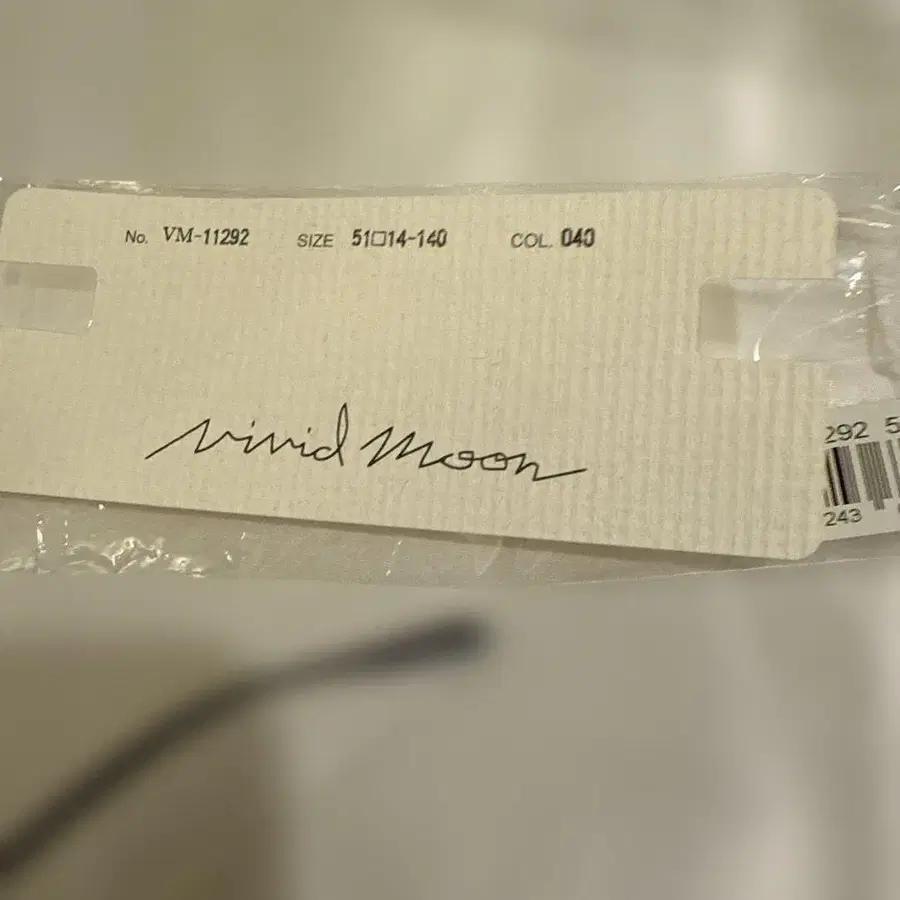 No. VM-11292 SIZE 51□14-140 COL. 040
vivid moon
292 5
243